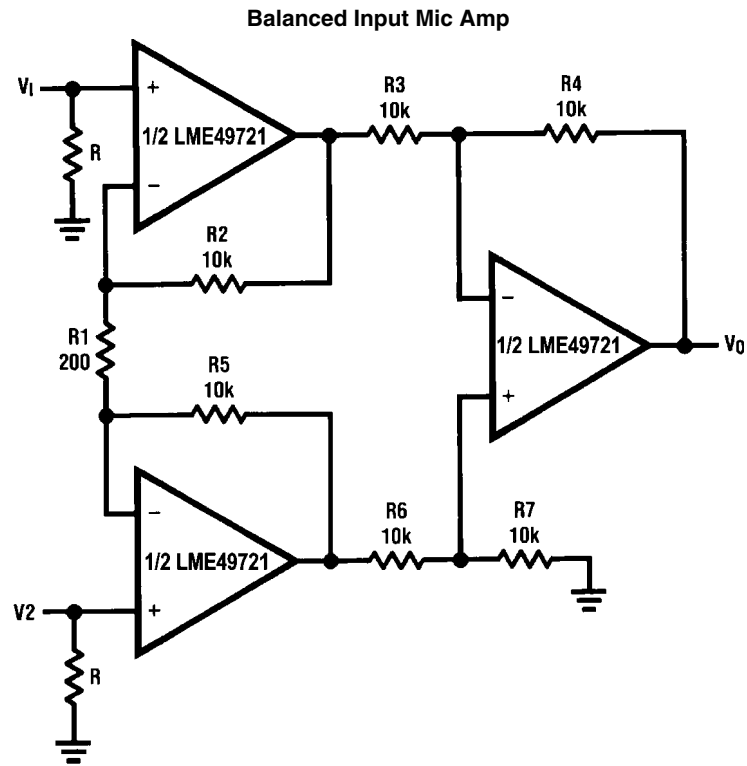 Balanced Input Mic Amp
VI
+
1/2 LME49721
−
R
R3
10k
R4
10k
R2
10k
R1
200
R5
10k
−
1/2 LME49721
+
VO
−
1/2 LME49721
+
R6
10k
R7
10k
V2
R